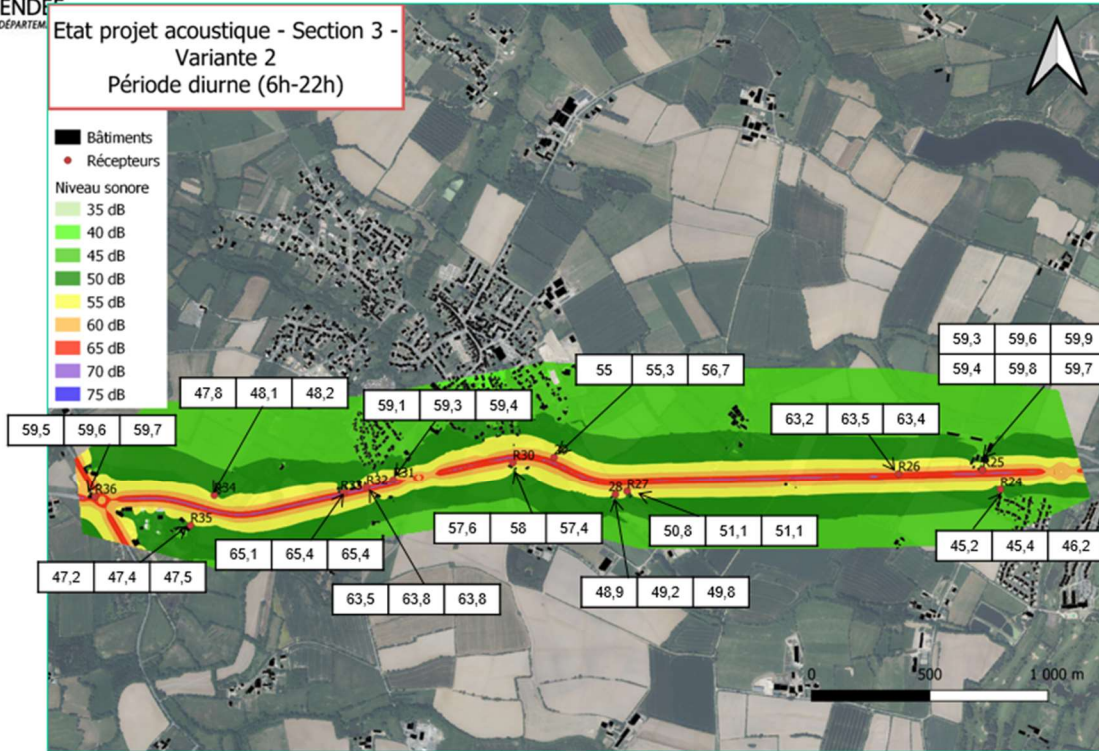 ENDÉE
DÉPARTEM
Etat projet acoustique - Section 3 -
Variante 2
Période diurne (6h-22h)
Bâtiments
Récepteurs
Niveau sonore
35 dB
40 dB
45 dB
50 dB
55 dB
60 dB
65 dB
70 dB
75 dB
59,3 59,6 59,9
59,4 59,8 59,7
55 55,3 56,7
47,8 48,1 48,2
59,1 59,3 59,4
63,2 63,5 63,4
59,5 59,6 59,7
R30
R25
R26
R31
R32
R33
R24
R27
28
R34
R36
R35
57,6 58 57,4
50,8 51,1 51,1
45,2 45,4 46,2
65,1 65,4 65,4
47,2 47,4 47,5
48,9 49,2 49,8
63,5 63,8 63,8
0 500 1 000 m